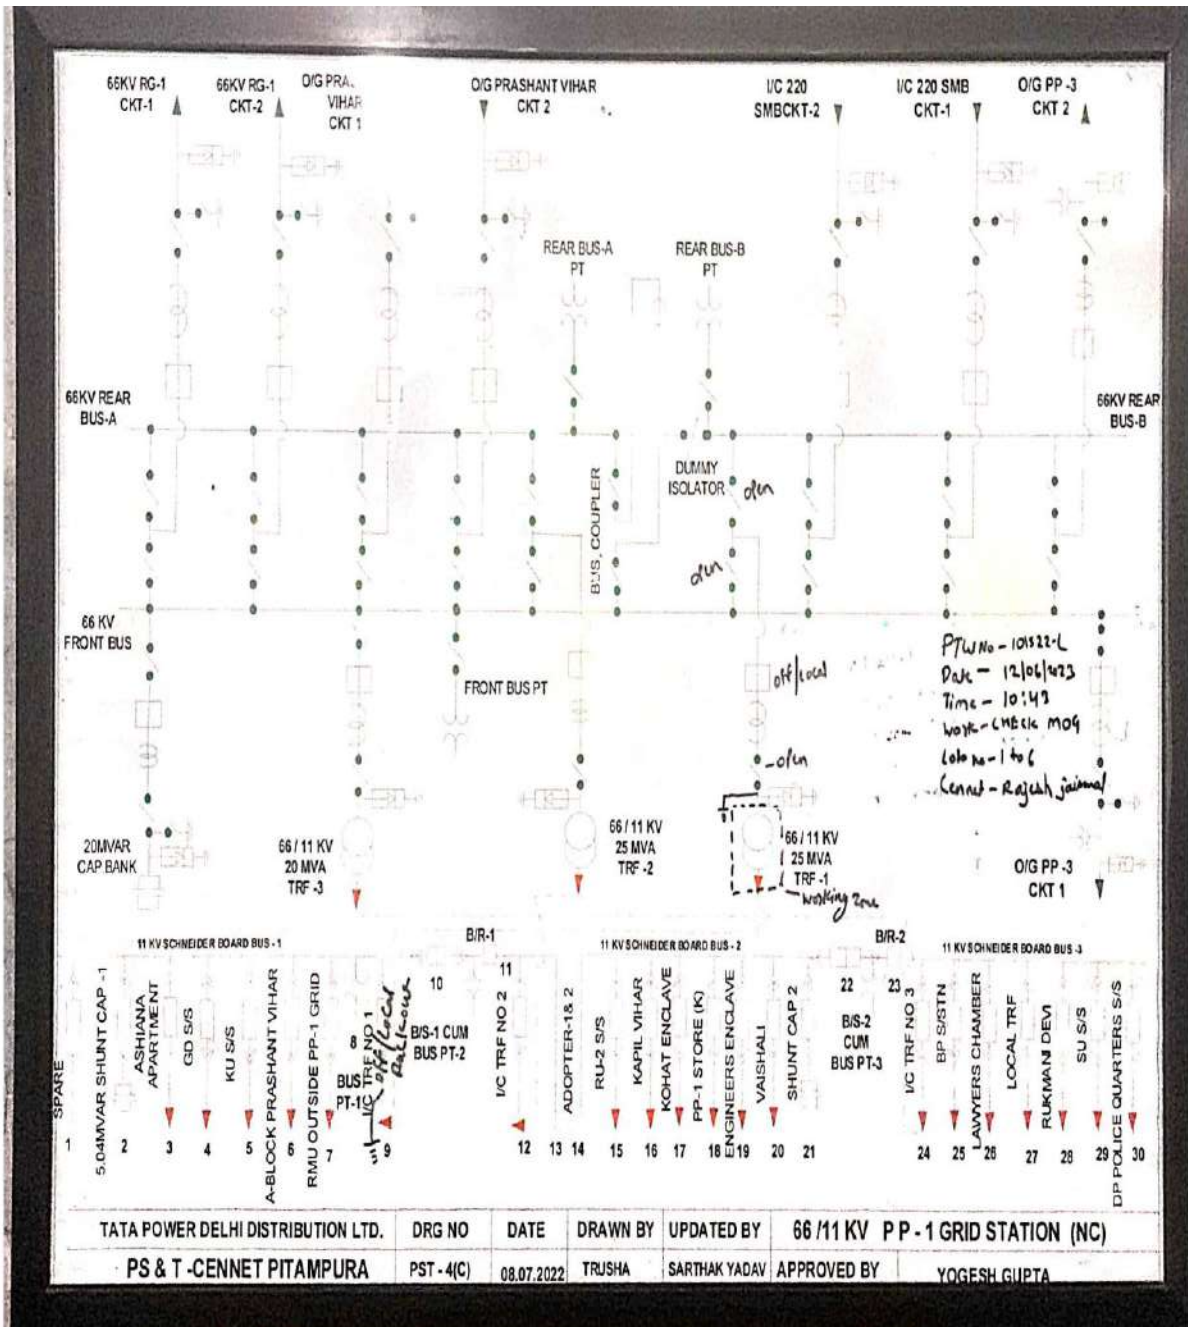 66KV RG-1
CKT-1
66KV RG-1
CKT-2
O/G PRA.
VIHAR
CKT 1
O/G PRASHANT VIHAR
CKT 2
I/C 220
SMBCKT-2
I/C 220 SMB
CKT-1
O/G PP -3
CKT 2
REAR BUS-A
PT
REAR BUS-B
PT
66KV REAR
BUS-A
66KV REAR
BUS-B
BUS, COUPLER
DUMMY
ISOLATOR
open
open
66 KV
FRONT BUS
FRONT BUS PT
off/local
PTW No - 101522-L
Date - 12/06/2023
Time - 10:43
Work - CHECK MOG
Loto no - 1 to 6
Cennet - Rajesh jaiswal
-open
20MVAR
CAP.BANK
66 / 11 KV
20 MVA
TRF -3
66 / 11 KV
25 MVA
TRF -2
66 / 11 KV
25 MVA
TRF -1
working zone
O/G PP -3
CKT 1
11 KV SCHNEIDER BOARD BUS - 1
B/R-1
11 KV SCHNEIDER BOARD BUS - 2
B/R-2
11 KV SCHNEIDER BOARD BUS -3
SPARE
1
5.04MVAR SHUNT CAP -1
2
ASHIANA
APARTMENT
3
GD S/S
4
KU S/S
5
A-BLOCK PRASHANT VIHAR
6
RMU OUTSIDE PP-1 GRID
7
8
BUS
PT-1
I/C TRF NO 1
off/local
9
10
B/S-1 CUM
BUS PT-2
11
I/C TRF NO 2
12
13
ADOPTER-1& 2
14
RU-2 S/S
15
KAPIL VIHAR
16
KOHAT ENCLAVE
17
PP-1 STORE (K)
18
ENGINEERS ENCLAVE
19
VAISHALI
20
SHUNT CAP 2
21
22
B/S-2
CUM
BUS PT-3
23
I/C TRF NO 3
24
BP S/STN
25
LAWYERS CHAMBER
26
LOCAL TRF
27
RUKMANI DEVI
28
SU S/S
29
DP POLICE QUARTERS S/S
30
TATA POWER DELHI DISTRIBUTION LTD. DRG NO DATE DRAWN BY UPDATED BY 66 /11 KV P P - 1 GRID STATION (NC)
PS & T -CENNET PITAMPURA PST - 4(C) 08.07.2022 TRUSHA SARTHAK YADAV APPROVED BY YOGESH GUPTA